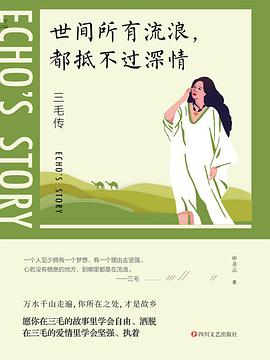 ECHO'S STORY
世间所有流浪，
都抵不过深情
三毛传
ECHO'S STORY
一个人至少拥有一个梦想，有一个理由去坚强。
心若没有栖息的地方，到哪里都是在流浪。
——三毛
申圣云 著
万水千山走遍，你所在之处，才是故乡
愿你在三毛的故事里学会自由、洒脱
在三毛的爱情里学会坚强、执着
四川文艺出版社